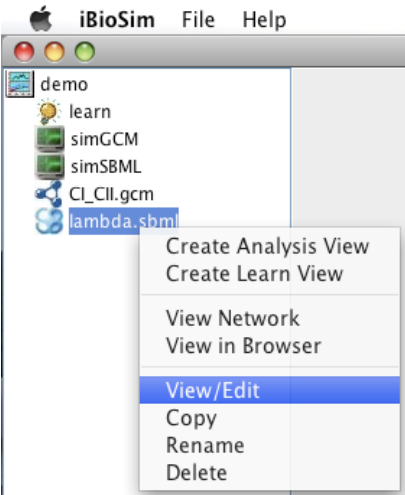 iBioSim File Help
demo
learn
simGCM
simSBML
CI_CII.gcm
lambda.sbml
Create Analysis View
Create Learn View
View Network
View in Browser
View/Edit
Copy
Rename
Delete